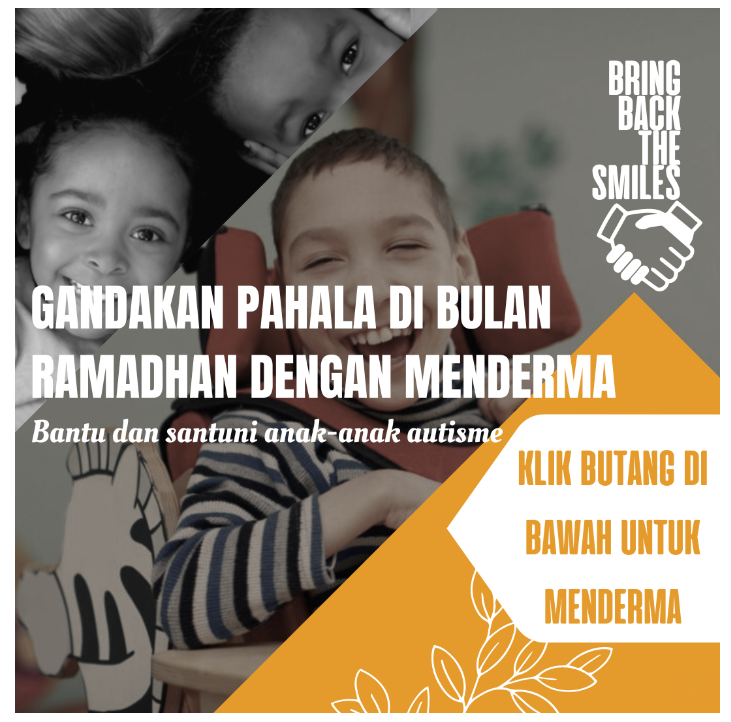 BRING
BACK
THE
SMILES
GANDAKAN PAHALA DI BULAN
RAMADHAN DENGAN MENDERMA
Bantu dan santuni anak-anak autisme
KLIK BUTANG DI
BAWAH UNTUK
MENDERMA